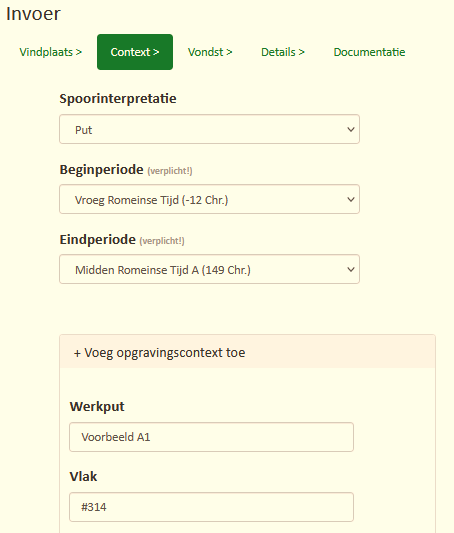 Invoer
Vindplaats > Context > Vondst > Details > Documentatie
Spoorinterpretatie
Put
Beginperiode (verplicht!)
Vroeg Romeinse Tijd (-12 Chr.)
Eindperiode (verplicht!)
Midden Romeinse Tijd A (149 Chr.)
+ Voeg opgravingscontext toe
Werkput
Voorbeeld A1
Vlak
#314